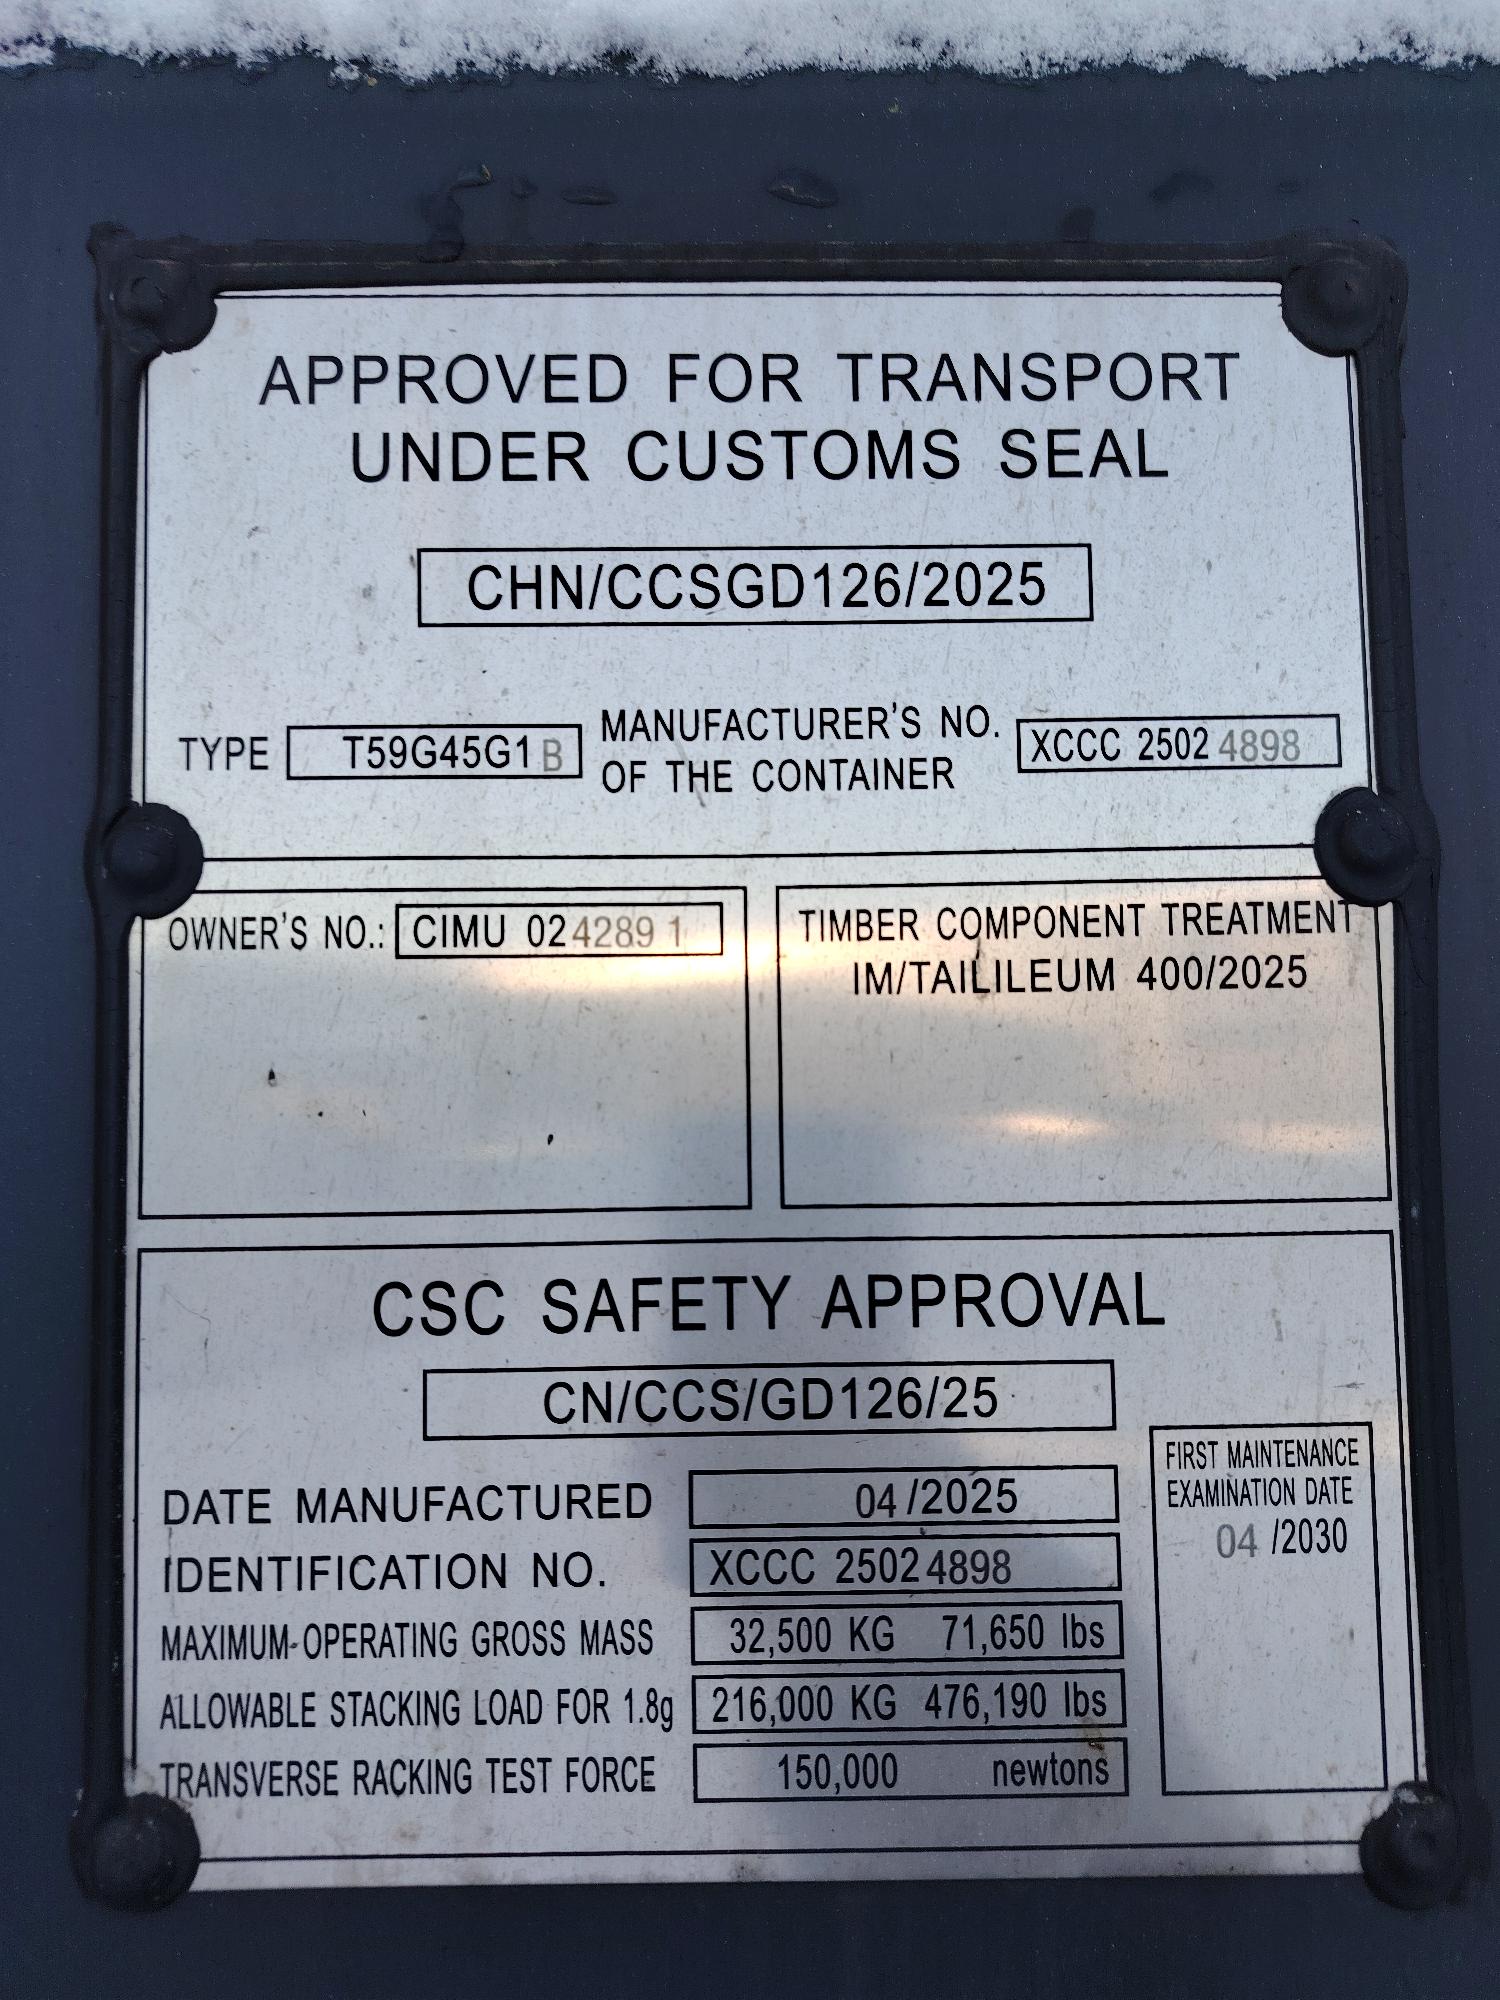 APPROVED FOR TRANSPORT
UNDER CUSTOMS SEAL
CHN/CCSGD126/2025
TYPE T59G45G1 B
MANUFACTURER'S NO.
OF THE CONTAINER
XCCC 2502 4898
OWNER'S NO.: CIMU 024289 1
TIMBER COMPONENT TREATMENT
IM/TAILILEUM 400/2025
CSC SAFETY APPROVAL
CN/CCS/GD126/25
DATE MANUFACTURED 04/2025
IDENTIFICATION NO. XCCC 25024898
MAXIMUM-OPERATING GROSS MASS 32,500 KG 71,650 lbs
ALLOWABLE STACKING LOAD FOR 1.8g 216,000 KG 476,190 lbs
TRANSVERSE RACKING TEST FORCE 150,000 newtons
FIRST MAINTENANCE
EXAMINATION DATE
04 /2030